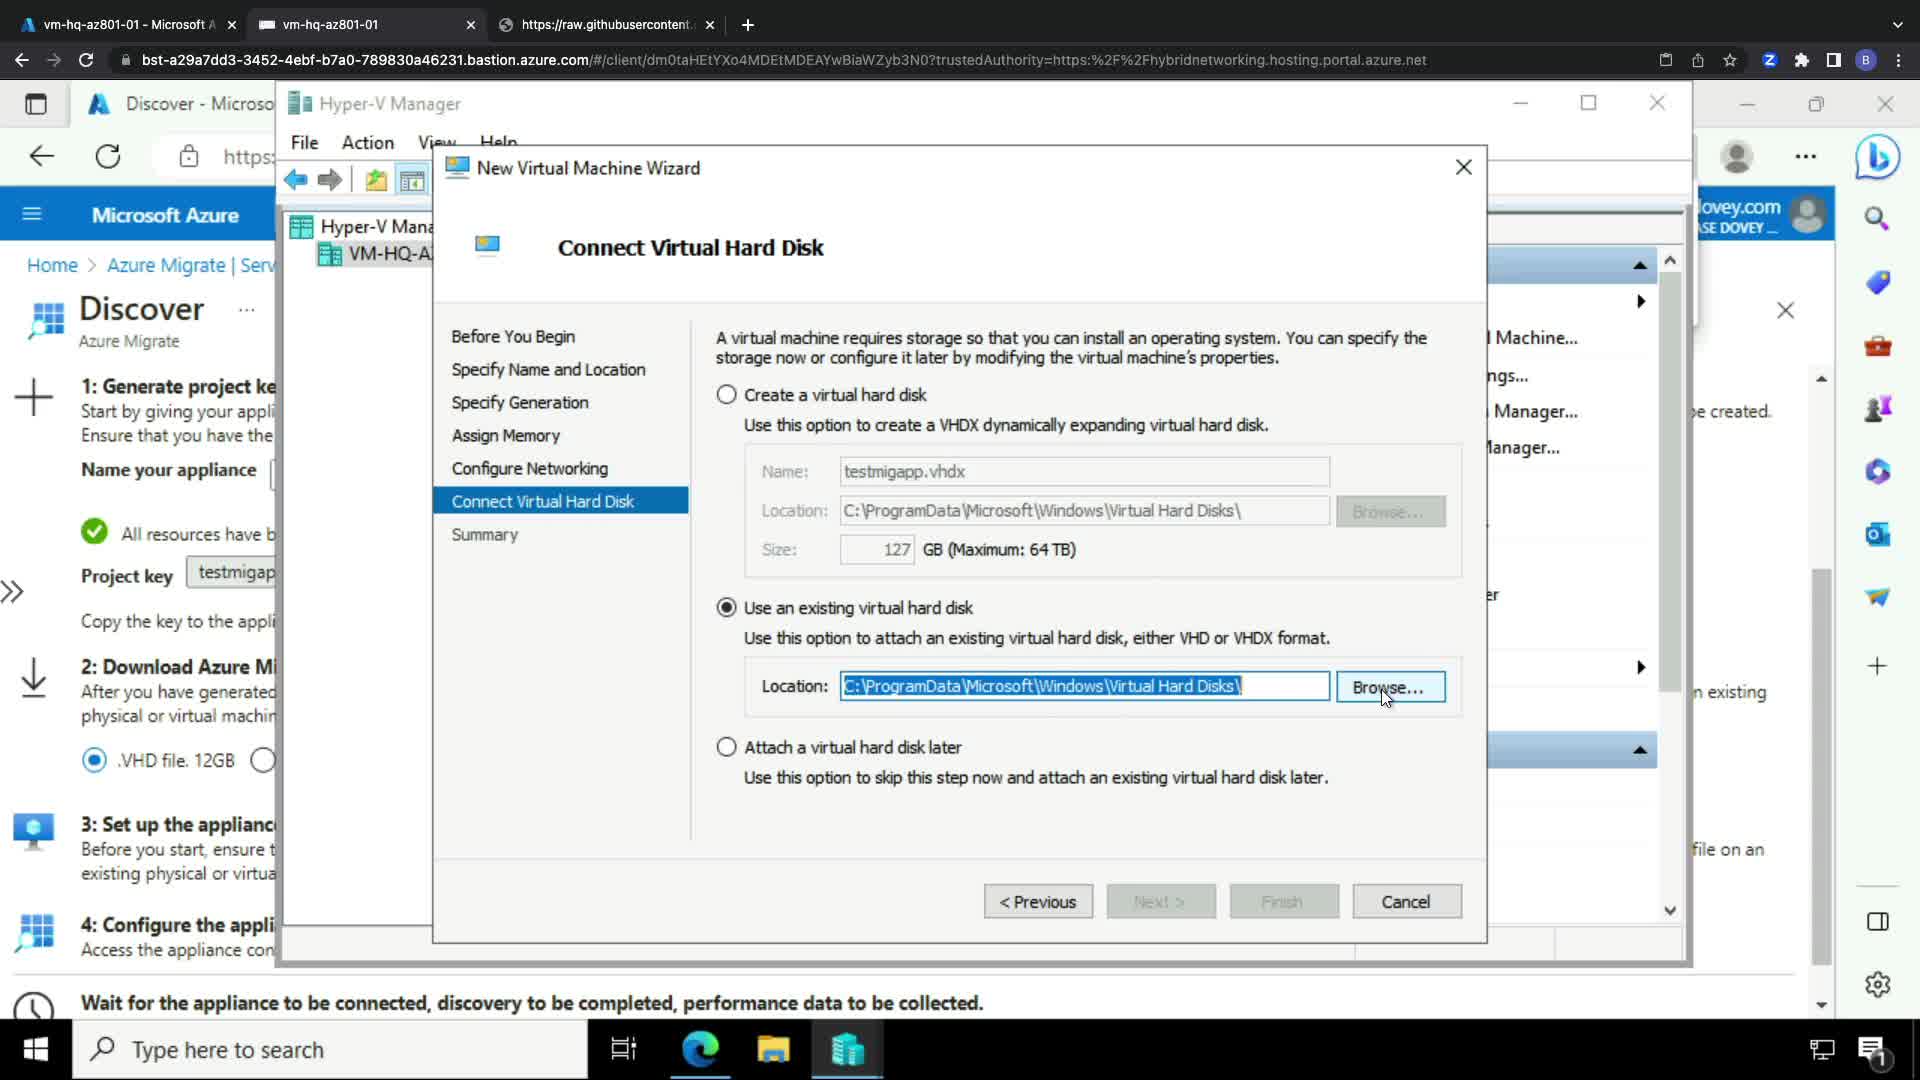 vm-hq-az801-01 - Microsoft A
vm-hq-az801-01
https://raw.githubusercontent.
bst-a29a7dd3-3452-4ebf-b7a0-789830a46231.bastion.azure.com/#/client/dm0taHEtYXo4MDEtMDEAYwBiaWZyb3N0?trustedAuthority=https:%2F%2Fhybridnetworking.hosting.portal.azure.net
B
Discover - Microso
Hyper-V Manager
File Action View Help
https:
New Virtual Machine Wizard
Microsoft Azure
Hyper-V Mana
VM-HQ-AZ
lovey.com
ASE DOVEY ...
Home > Azure Migrate | Serv
Connect Virtual Hard Disk
Discover ...
Azure Migrate
Before You Begin
Specify Name and Location
Specify Generation
Assign Memory
Configure Networking
Connect Virtual Hard Disk
Summary
A virtual machine requires storage so that you can install an operating system. You can specify the
storage now or configure it later by modifying the virtual machine's properties.
Create a virtual hard disk
Use this option to create a VHDX dynamically expanding virtual hard disk.
Name: testmigapp.vhdx
Location: C:\ProgramData\Microsoft\Windows\Virtual Hard Disks\ Browse...
Size: 127 GB (Maximum: 64 TB)
Use an existing virtual hard disk
Use this option to attach an existing virtual hard disk, either VHD or VHDX format.
Location: C:\ProgramData\Microsoft\Windows\Virtual Hard Disks\ Browse...
Attach a virtual hard disk later
Use this option to skip this step now and attach an existing virtual hard disk later.
< Previous Next > Finish Cancel
l Machine...
ngs...
Manager...
Manager...
er
1: Generate project ke
Start by giving your appli
be created.
Ensure that you have the
Name your appliance
All resources have b
Project key testmigap
Copy the key to the appli
2: Download Azure Mi
After you have generated
n existing
physical or virtual machin
.VHD file. 12GB
3: Set up the applianc
Before you start, ensure t
file on an
existing physical or virtua
4: Configure the appli
Access the appliance con
Wait for the appliance to be connected, discovery to be completed, performance data to be collected.
Type here to search
1